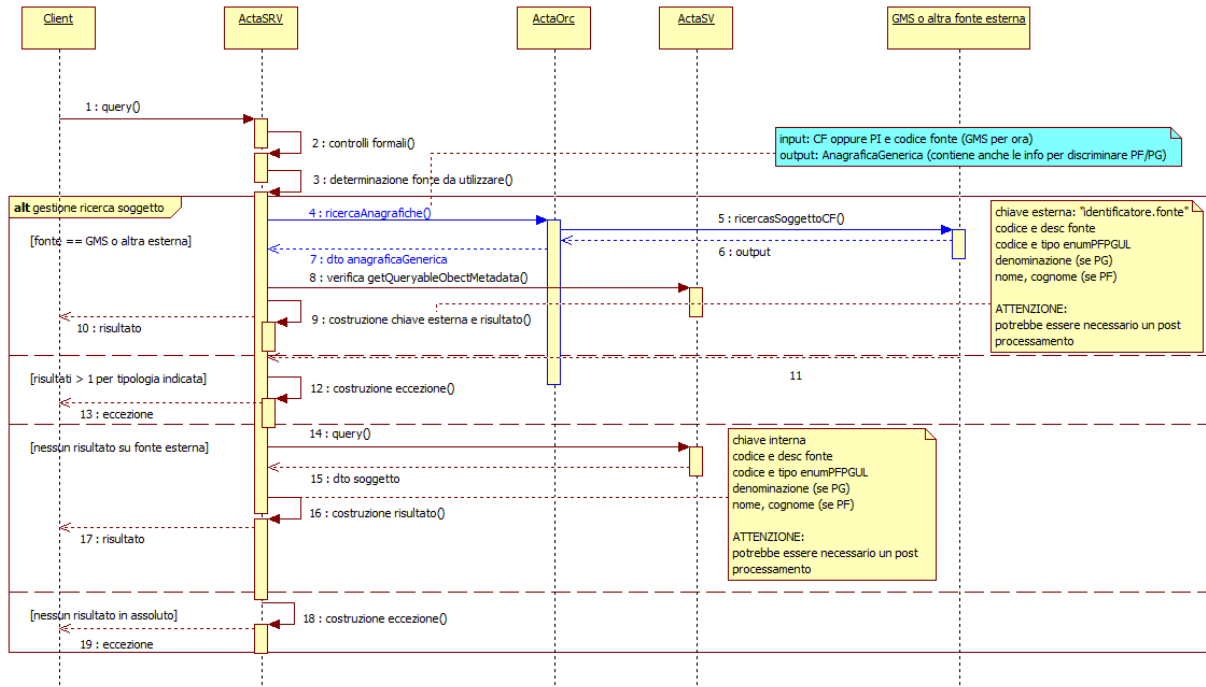 Client
ActaSRV
ActaOrc
ActaSV
GMS o altra fonte esterna
1 : query()
2 : controlli formali()
input: CF oppure PI e codice fonte (GMS per ora)
output: AnagraficaGenerica (contiene anche le info per discriminare PF/PG)
3 : determinazione fonte da utilizzare()
alt gestione ricerca soggetto
4 : ricercaAnagrafiche()
5 : ricercasSoggettoCF()
chiave esterna: "identificatore.fonte"
codice e desc fonte
codice e tipo enumPFPGUL
denominazione (se PG)
nome, cognome (se PF)
ATTENZIONE:
potrebbe essere necessario un post
processamento
[fonte == GMS o altra esterna]
6 : output
7 : dto anagraficaGenerica
8 : verifica getQueryableObectMetadata()
9 : costruzione chiave esterna e risultato()
10 : risultato
11
[risultati > 1 per tipologia indicata]
12 : costruzione eccezione()
13 : eccezione
14 : query()
[nessun risultato su fonte esterna]
chiave interna
codice e desc fonte
codice e tipo enumPFPGUL
denominazione (se PG)
nome, cognome (se PF)
ATTENZIONE:
potrebbe essere necessario un post
processamento
15 : dto soggetto
16 : costruzione risultato()
17 : risultato
[nessun risultato in assoluto]
18 : costruzione eccezione()
19 : eccezione